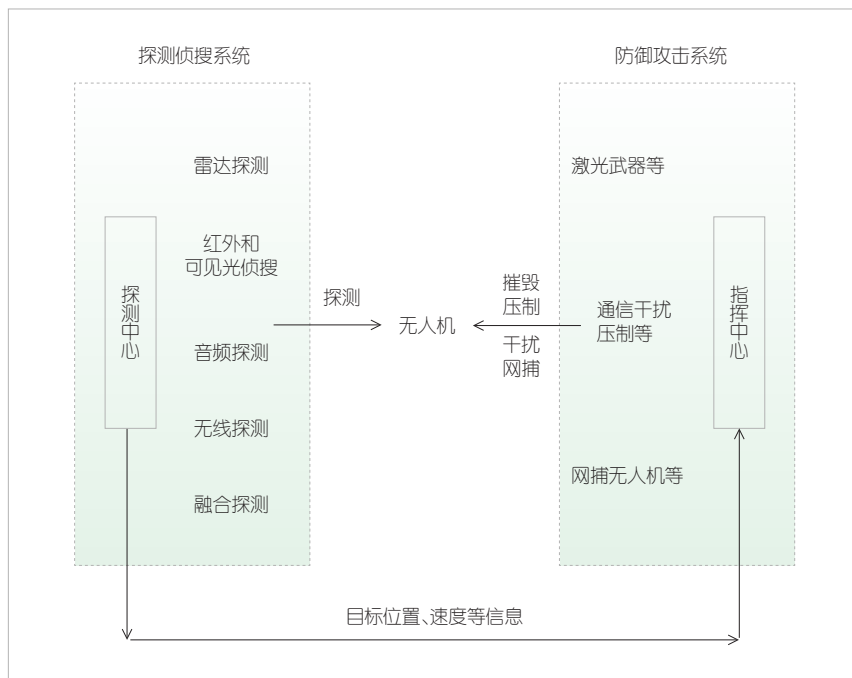 探测侦搜系统
防御攻击系统
雷达探测
红外和
可见光侦搜
音频探测
无线探测
融合探测
探测中心
探测
无人机
摧毁
压制
干扰
网捕
激光武器等
通信干扰
压制等
网捕无人机等
指挥中心
目标位置、速度等信息